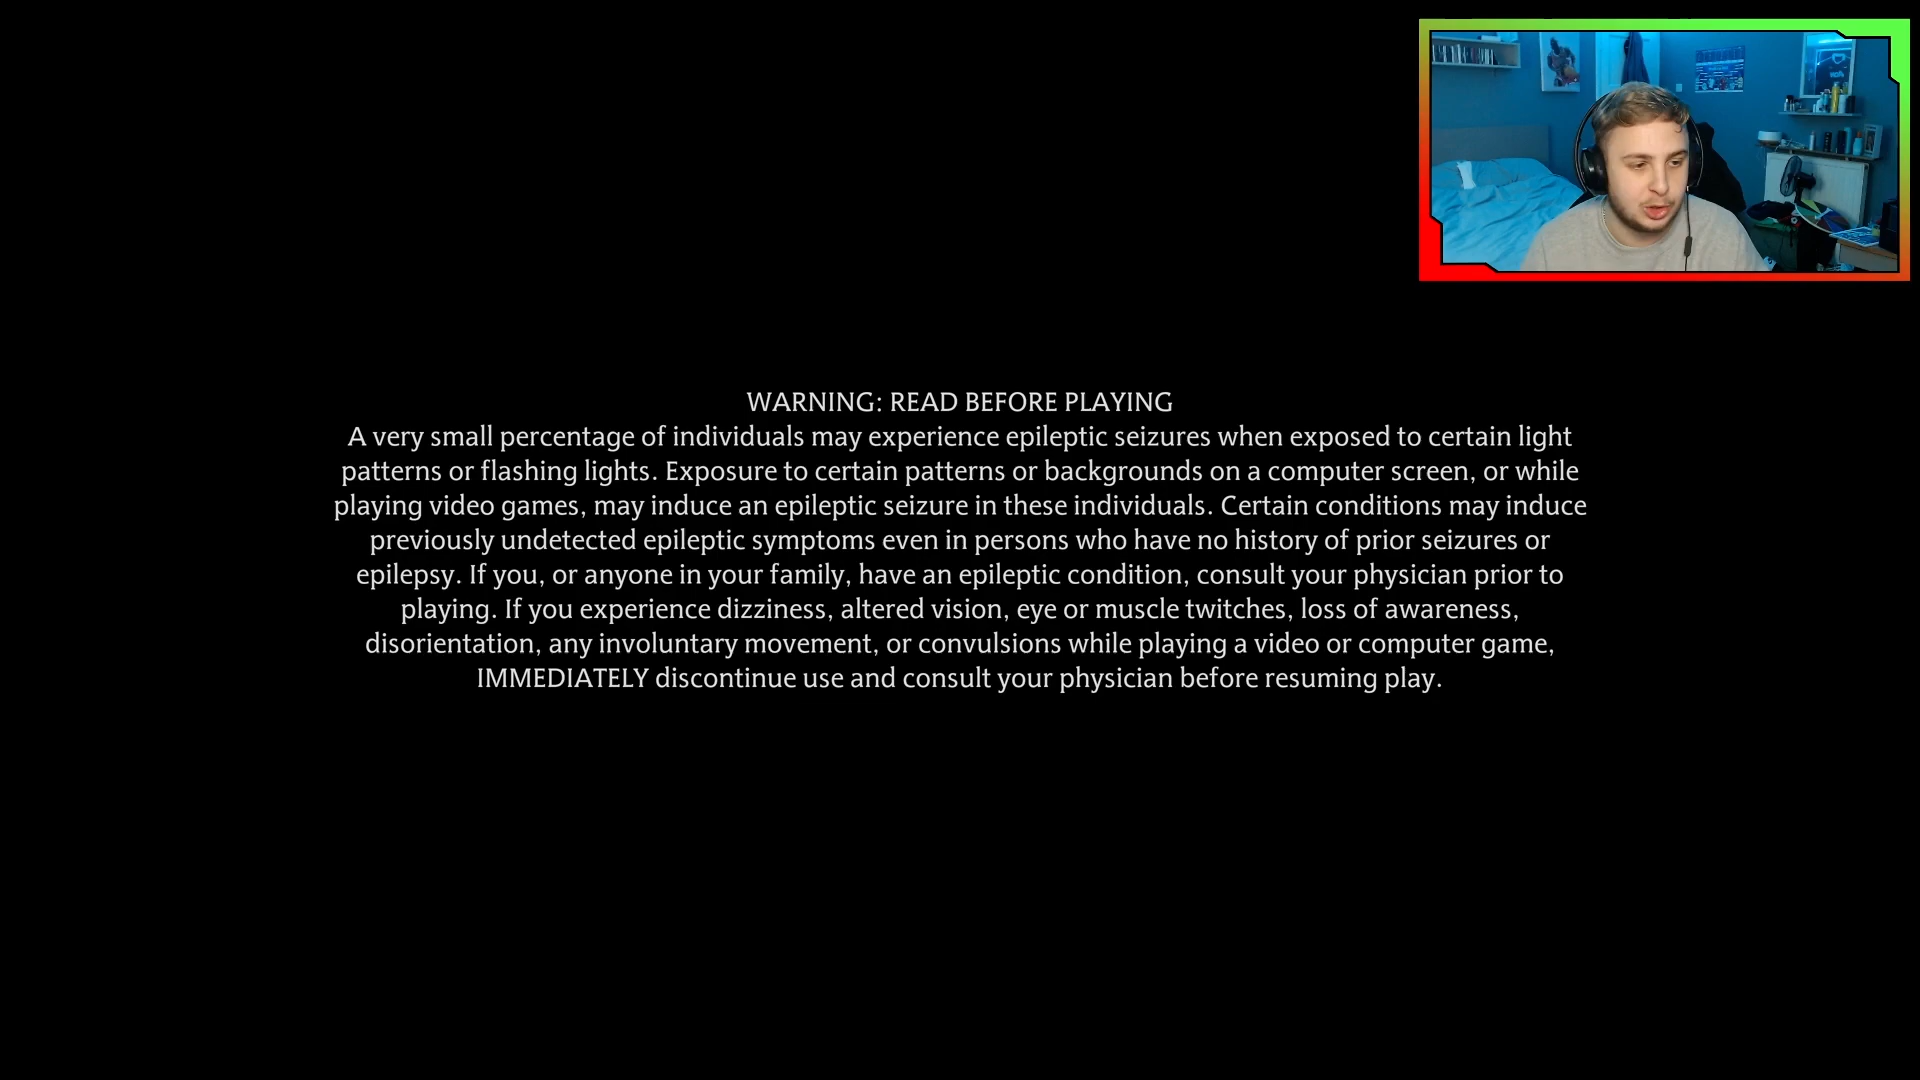 WARNING: READ BEFORE PLAYING
A very small percentage of individuals may experience epileptic seizures when exposed to certain light
patterns or flashing lights. Exposure to certain patterns or backgrounds on a computer screen, or while
playing video games, may induce an epileptic seizure in these individuals. Certain conditions may induce
previously undetected epileptic symptoms even in persons who have no history of prior seizures or
epilepsy. If you, or anyone in your family, have an epileptic condition, consult your physician prior to
playing. If you experience dizziness, altered vision, eye or muscle twitches, loss of awareness,
disorientation, any involuntary movement, or convulsions while playing a video or computer game,
IMMEDIATELY discontinue use and consult your physician before resuming play.